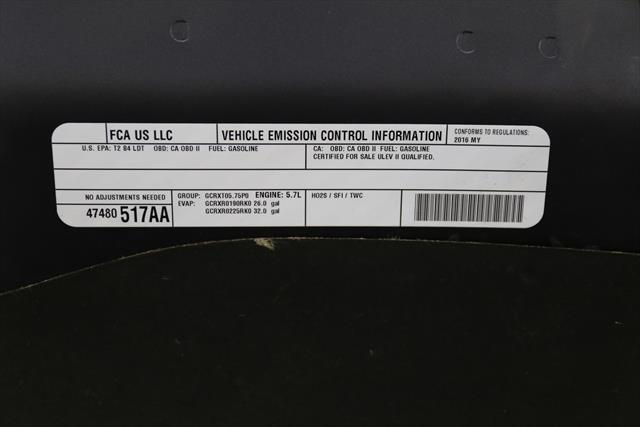 FCA US LLC
VEHICLE EMISSION CONTROL INFORMATION
CONFORMS TO REGULATIONS:
2016 MY
U.S. EPA: T2 B4 LDT OBD: CA OBD II FUEL: GASOLINE
CA: OBD: CA OBD II FUEL: GASOLINE
CERTIFIED FOR SALE ULEV II QUALIFIED.
NO ADJUSTMENTS NEEDED
47480 517AA
GROUP: GCRXT05.75P0 ENGINE: 5.7L
EVAP: GCRXR0190RK0 26.0 gal
GCRXR0225RK0 32.0 gal
HO2S / SFI / TWC